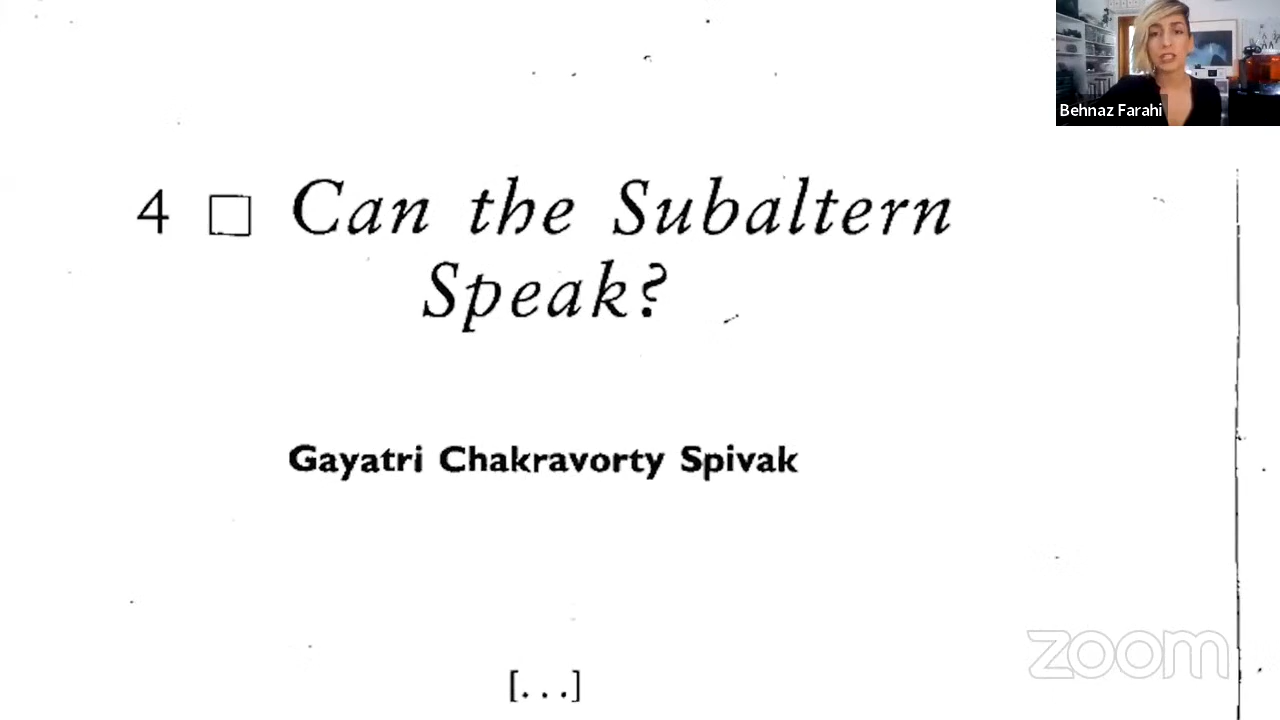 Behnaz Farahi
4 □ Can the Subaltern
Speak?
Gayatri Chakravorty Spivak
[...]
zoom